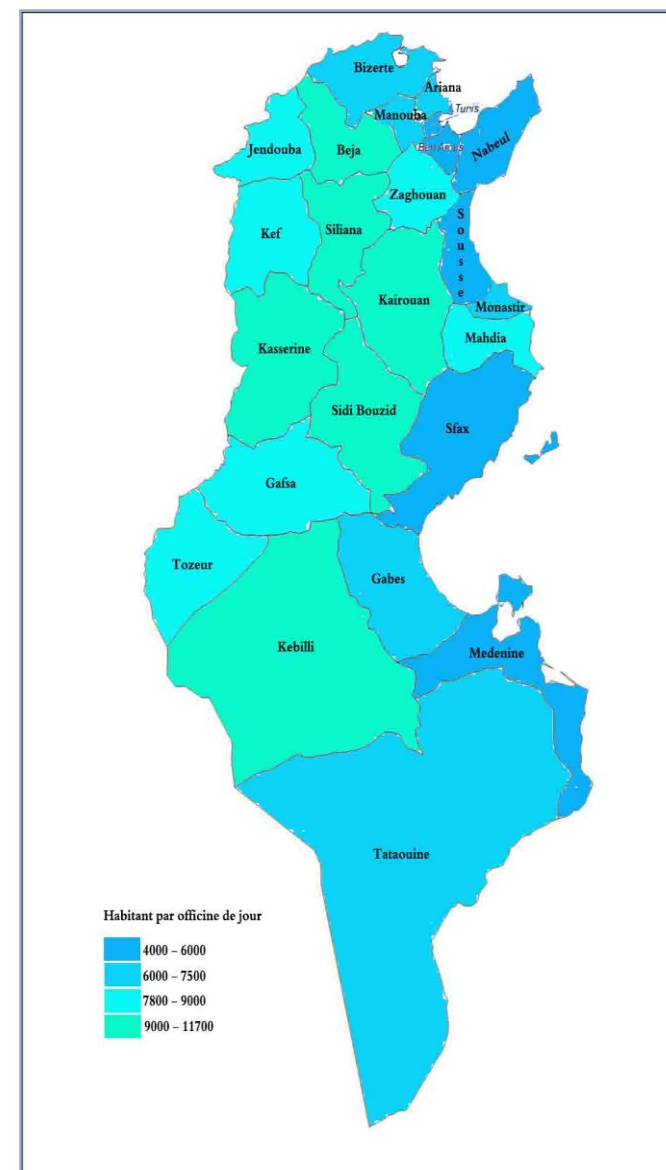 Bizerte
Ariana
Tunis
Manouba
Ben Arous
Nabeul
Jendouba
Beja
Zaghouan
Kef
Siliana
Sousse
Kairouan
Monastir
Mahdia
Kasserine
Sidi Bouzid
Sfax
Gafsa
Tozeur
Gabes
Kebilli
Medenine
Tataouine
Habitant par officine de jour
4000 – 6000
6000 – 7500
7800 – 9000
9000 – 11700